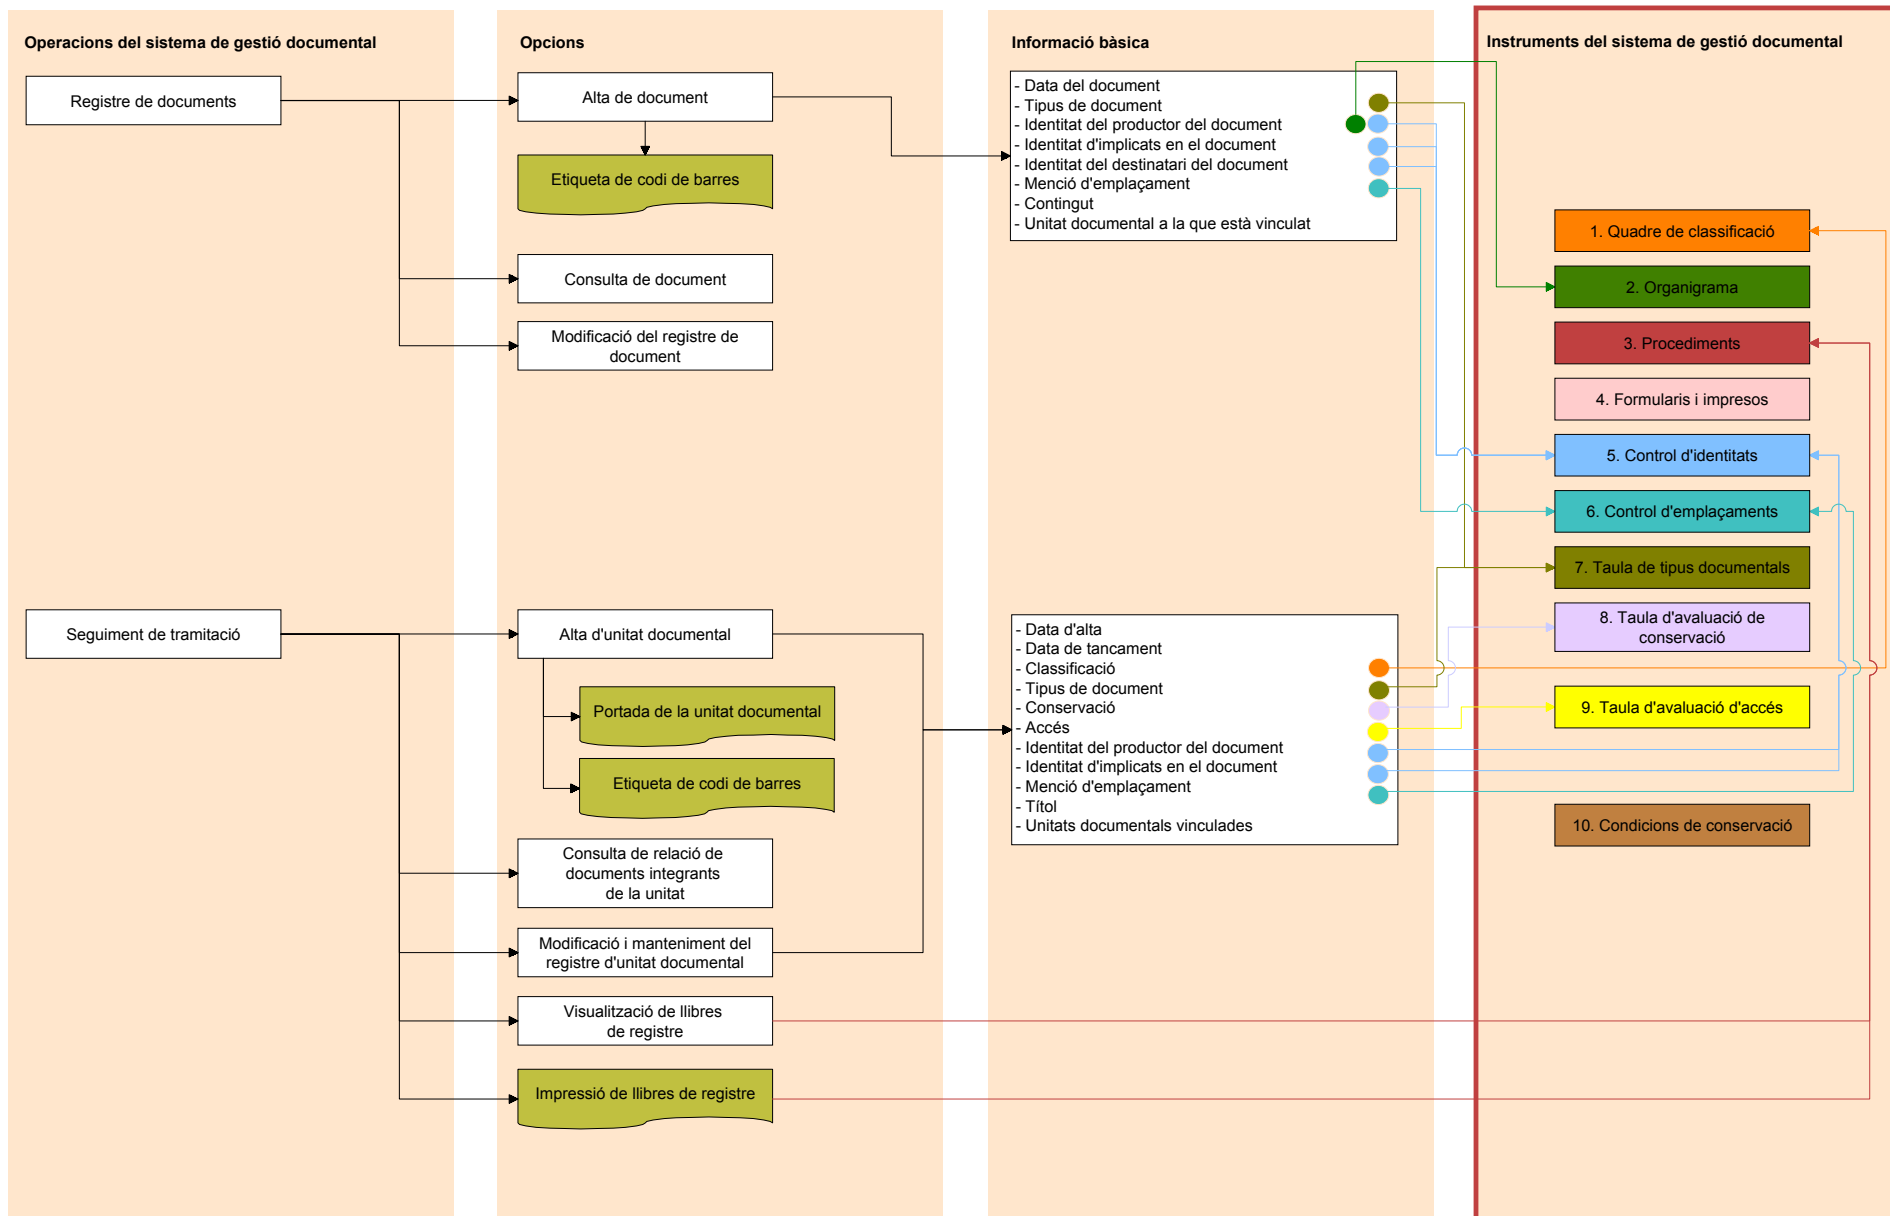 Operacions del sistema de gestió documental
Registre de documents
Seguiment de tramitació
Opcions
Alta de document
Etiqueta de codi de barres
Consulta de document
Modificació del registre de
document
Alta d'unitat documental
Portada de la unitat documental
Etiqueta de codi de barres
Consulta de relació de
documents integrants
de la unitat
Modificació i manteniment del
registre d'unitat documental
Visualització de llibres
de registre
Impressió de llibres de registre
Informació bàsica
- Data del document
- Tipus de document
- Identitat del productor del document
- Identitat d'implicats en el document
- Identitat del destinatari del document
- Menció d'emplaçament
- Contingut
- Unitat documental a la que està vinculat
- Data d'alta
- Data de tancament
- Classificació
- Tipus de document
- Conservació
- Accés
- Identitat del productor del document
- Identitat d'implicats en el document
- Menció d'emplaçament
- Títol
- Unitats documentals vinculades
Instruments del sistema de gestió documental
1. Quadre de classificació
2. Organigrama
3. Procediments
4. Formularis i impresos
5. Control d'identitats
6. Control d'emplaçaments
7. Taula de tipus documentals
8. Taula d'avaluació de
conservació
9. Taula d'avaluació d'accés
10. Condicions de conservació